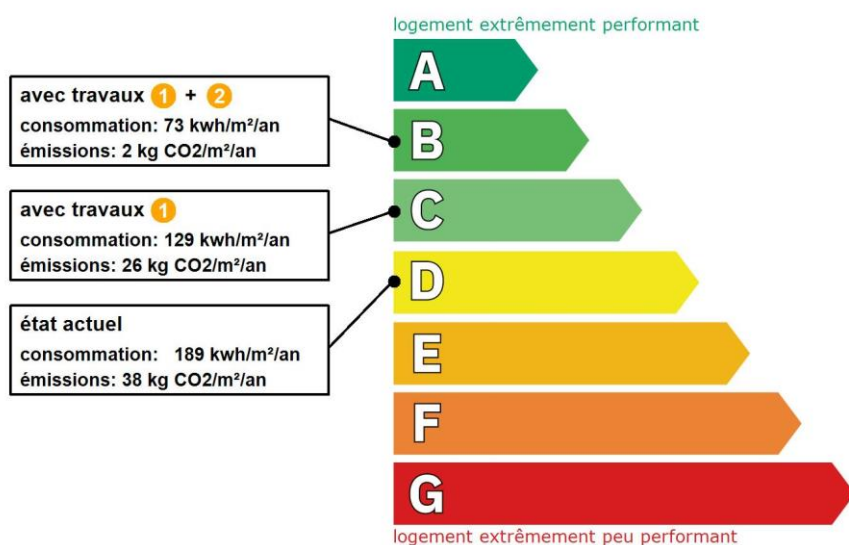 logement extrêmement performant
A
avec travaux 1 + 2
consommation: 73 kwh/m²/an
émissions: 2 kg CO2/m²/an
B
avec travaux 1
consommation: 129 kwh/m²/an
émissions: 26 kg CO2/m²/an
C
D
état actuel
consommation: 189 kwh/m²/an
émissions: 38 kg CO2/m²/an
E
F
G
logement extrêmement peu performant